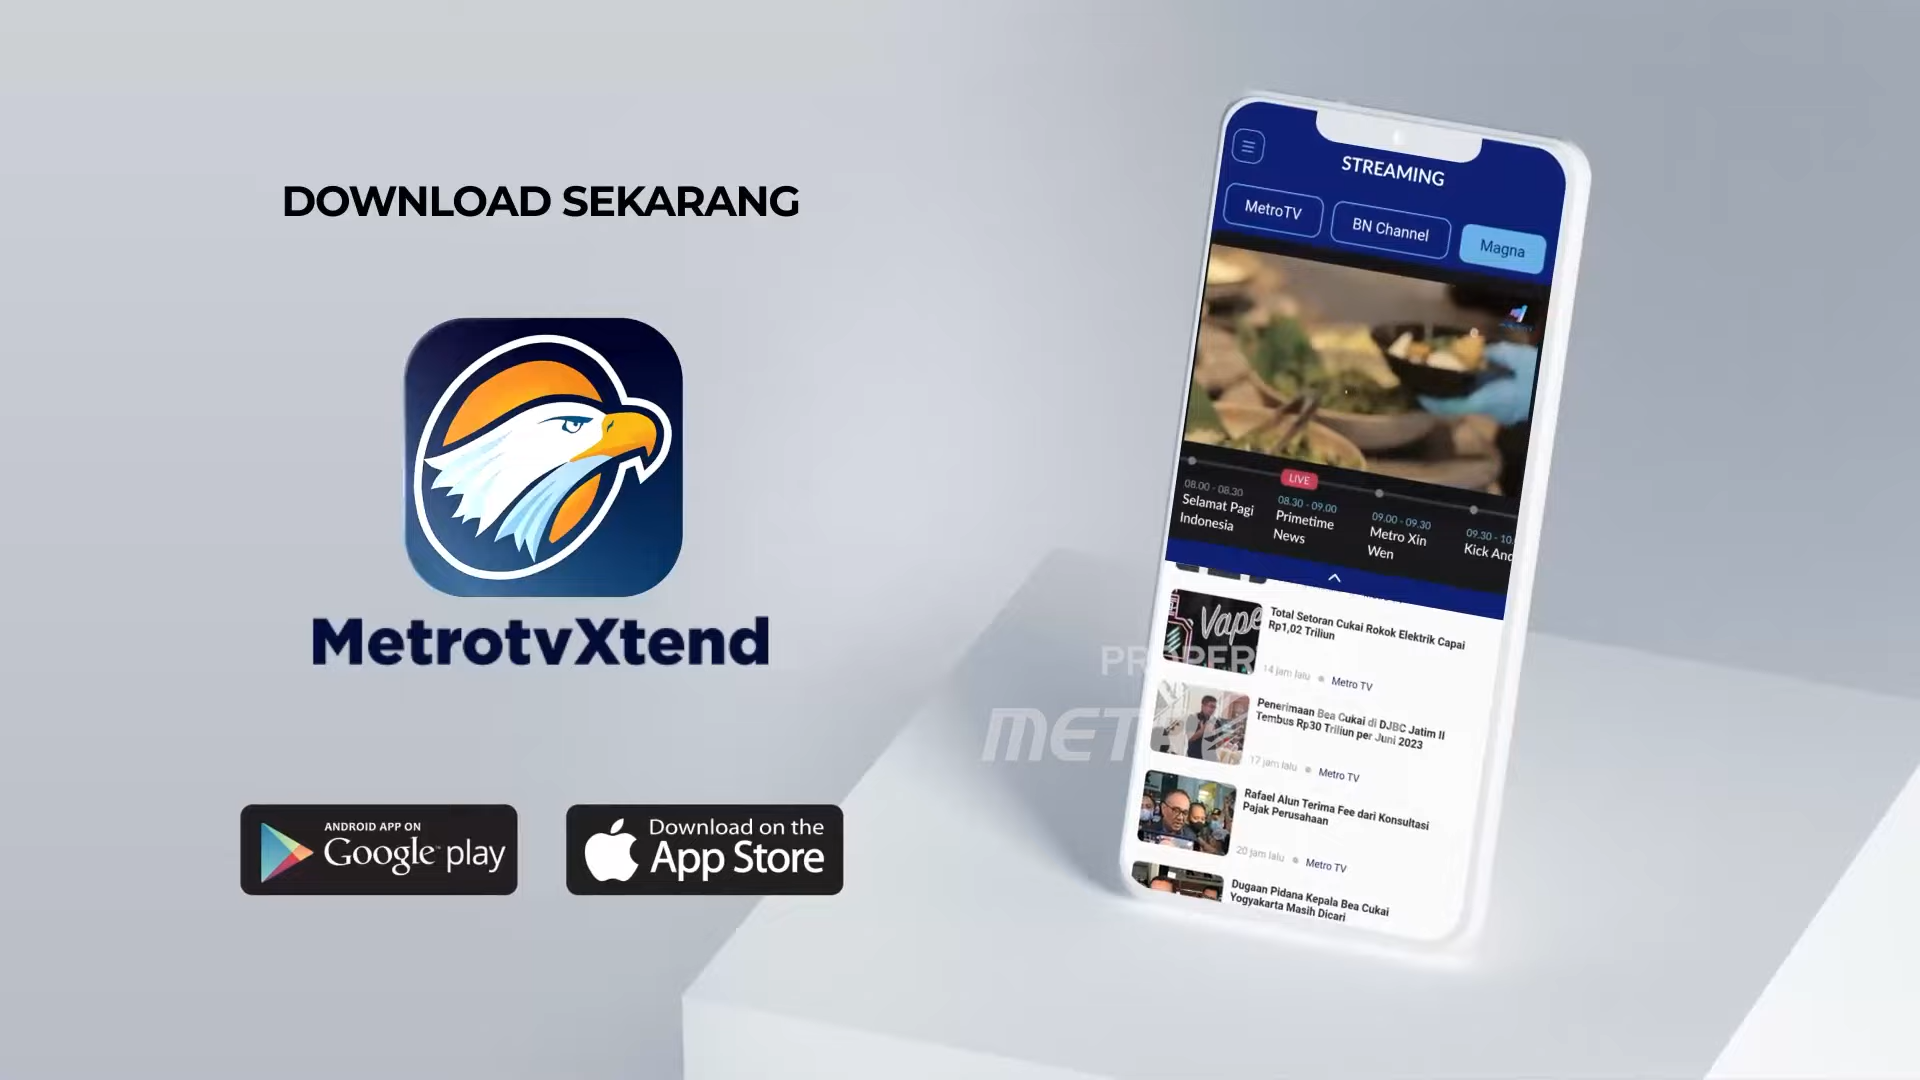 DOWNLOAD SEKARANG
MetrotvXtend
ANDROID APP ON
Google play
Download on the
App Store
STREAMING
MetroTV
BN Channel
Magna
LIVE
08.00 - 08.30
Selamat Pagi
Indonesia
08.30 - 09.00
Primetime
News
09.00 - 09.30
Metro Xin
Wen
09.30 -
Kick
Vape
Total Setoran Cukai Rokok Elektrik Capai
Rp1,02 Triliun
14 jam lalu
Metro TV
Penerimaan Bea Cukai di DJBC Jatim II
Tembus Rp30 Triliun per Juni 2023
17 jam lalu
Metro TV
Rafael Alun Terima Fee dari Konsultasi
Pajak Perusahaan
20 jam lalu
Metro TV
Dugaan Pidana Kepala Bea Cukai
Yogyakarta Masih Dicari